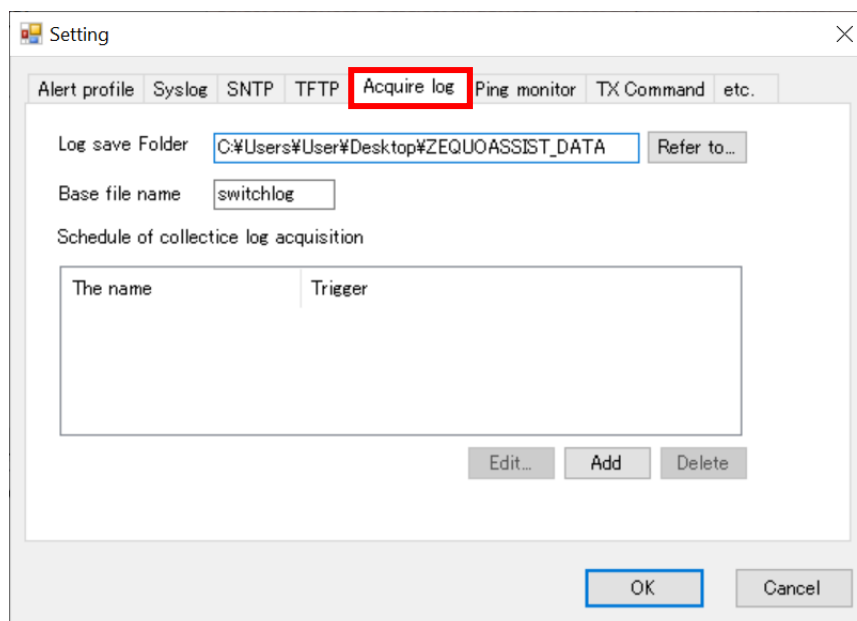 Setting
Alert profile Syslog SNTP TFTP Acquire log Ping monitor TX Command etc.
Log save Folder C:¥Users¥User¥Desktop¥ZEQUOASSIST_DATA Refer to...
Base file name switchlog
Schedule of collectice log acquisition
The name Trigger
Edit... Add Delete
OK Cancel